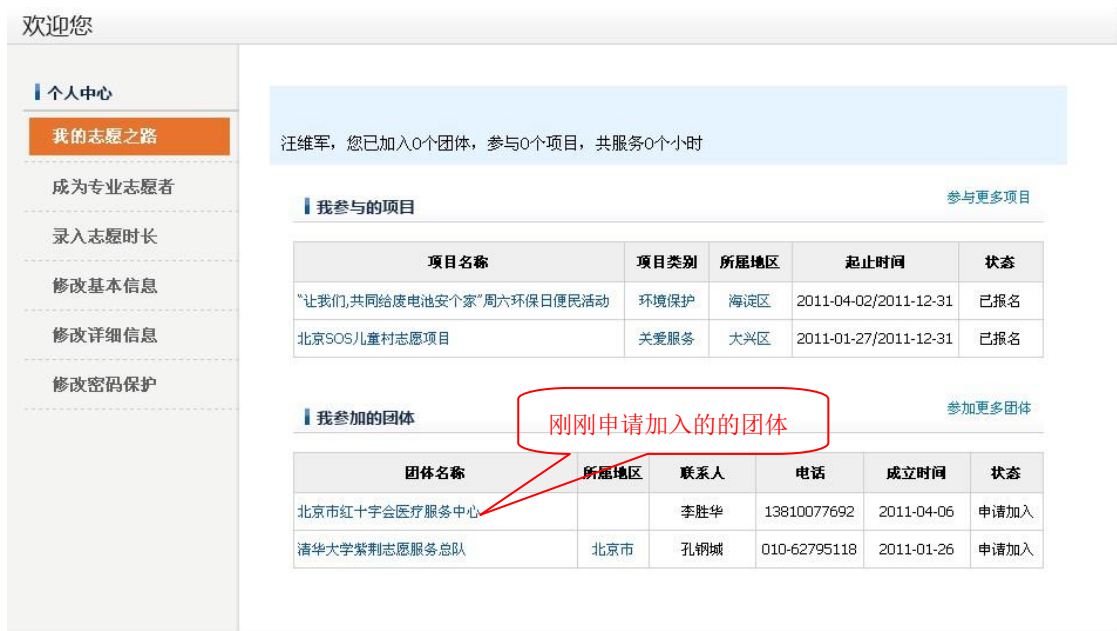 欢迎您
个人中心
我的志愿之路
成为专业志愿者
录入志愿时长
修改基本信息
修改详细信息
修改密码保护
汪维军，您已加入0个团体，参与0个项目，共服务0个小时
我参与的项目 参与更多项目
项目名称 项目类别 所属地区 起止时间 状态
“让我们,共同给废电池安个家”周六环保日便民活动 环境保护 海淀区 2011-04-02/2011-12-31 已报名
北京SOS儿童村志愿项目 关爱服务 大兴区 2011-01-27/2011-12-31 已报名
我参加的团体 参加更多团体
刚刚申请加入的的团体
团体名称 所属地区 联系人 电话 成立时间 状态
北京市红十字会医疗服务中心 李胜华 13810077692 2011-04-06 申请加入
清华大学紫荆志愿服务总队 北京市 孔钢城 010-62795118 2011-01-26 申请加入